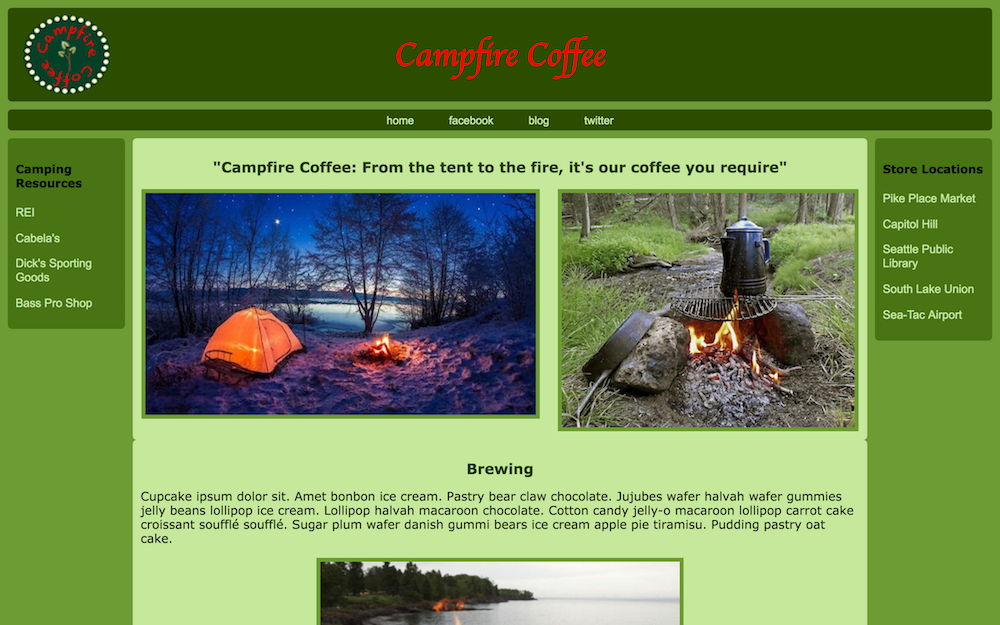 Campfire Coffee
Campfire Coffee
home facebook blog twitter
Camping
Resources
REI
Cabela's
Dick's Sporting
Goods
Bass Pro Shop
"Campfire Coffee: From the tent to the fire, it's our coffee you require"
Brewing
Cupcake ipsum dolor sit. Amet bonbon ice cream. Pastry bear claw chocolate. Jujubes wafer halvah wafer gummies
jelly beans lollipop ice cream. Lollipop halvah macaroon chocolate. Cotton candy jelly-o macaroon lollipop carrot cake
croissant soufflé soufflé. Sugar plum wafer danish gummi bears ice cream apple pie tiramisu. Pudding pastry oat
cake.
Store Locations
Pike Place Market
Capitol Hill
Seattle Public
Library
South Lake Union
Sea-Tac Airport